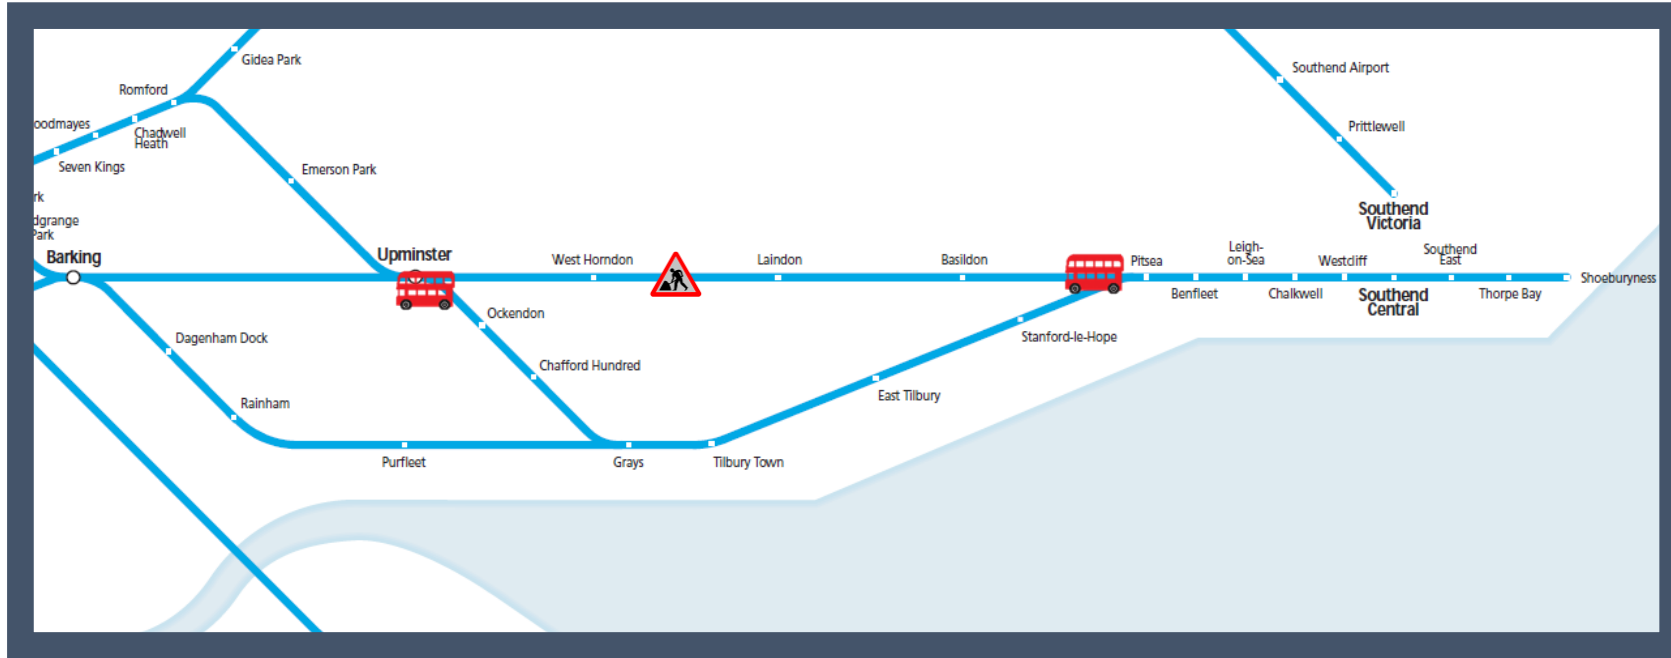 Gidea Park
Romford
oodmayes
Chadwell
Heath
Seven Kings
Emerson Park
rk
dgrange
Park
Barking
Upminster
West Horndon
Laindon
Basildon
Pitsea
Benfleet
Leigh-
on-Sea
Chalkwell
Westcliff
Southend
Central
Southend
East
Thorpe Bay
Shoeburyness
Southend Airport
Prittlewell
Southend
Victoria
Ockendon
Chafford Hundred
Dagenham Dock
Rainham
Purfleet
Grays
Tilbury Town
East Tilbury
Stanford-le-Hope